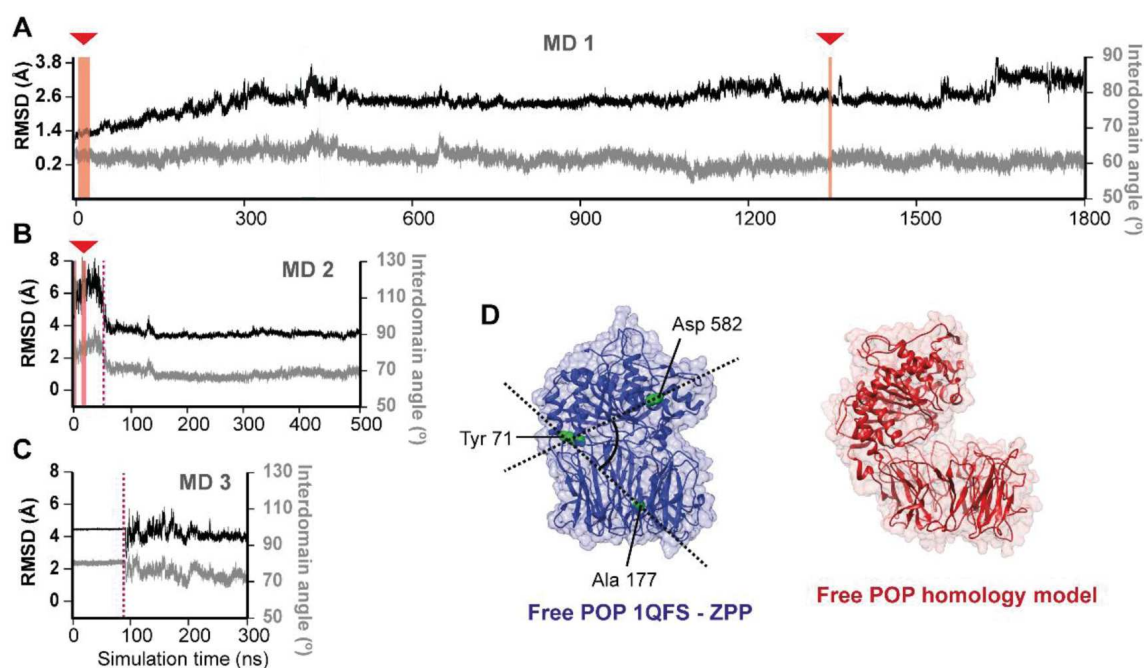 A
MD 1
RMSD (Å)
3.8
2.6
1.4
0.2
Interdomain angle (º)
90
80
70
60
50
0 300 600 900 1200 1500 1800
B
MD 2
RMSD (Å)
8
6
4
2
0
Interdomain angle (º)
130
110
90
70
50
0 100 200 300 400 500
C
MD 3
RMSD (Å)
8
6
4
2
0
Interdomain angle (º)
130
110
90
70
50
0 100 200 300
Simulation time (ns)
D
Asp 582
Tyr 71
Ala 177
Free POP 1QFS - ZPP
Free POP homology model